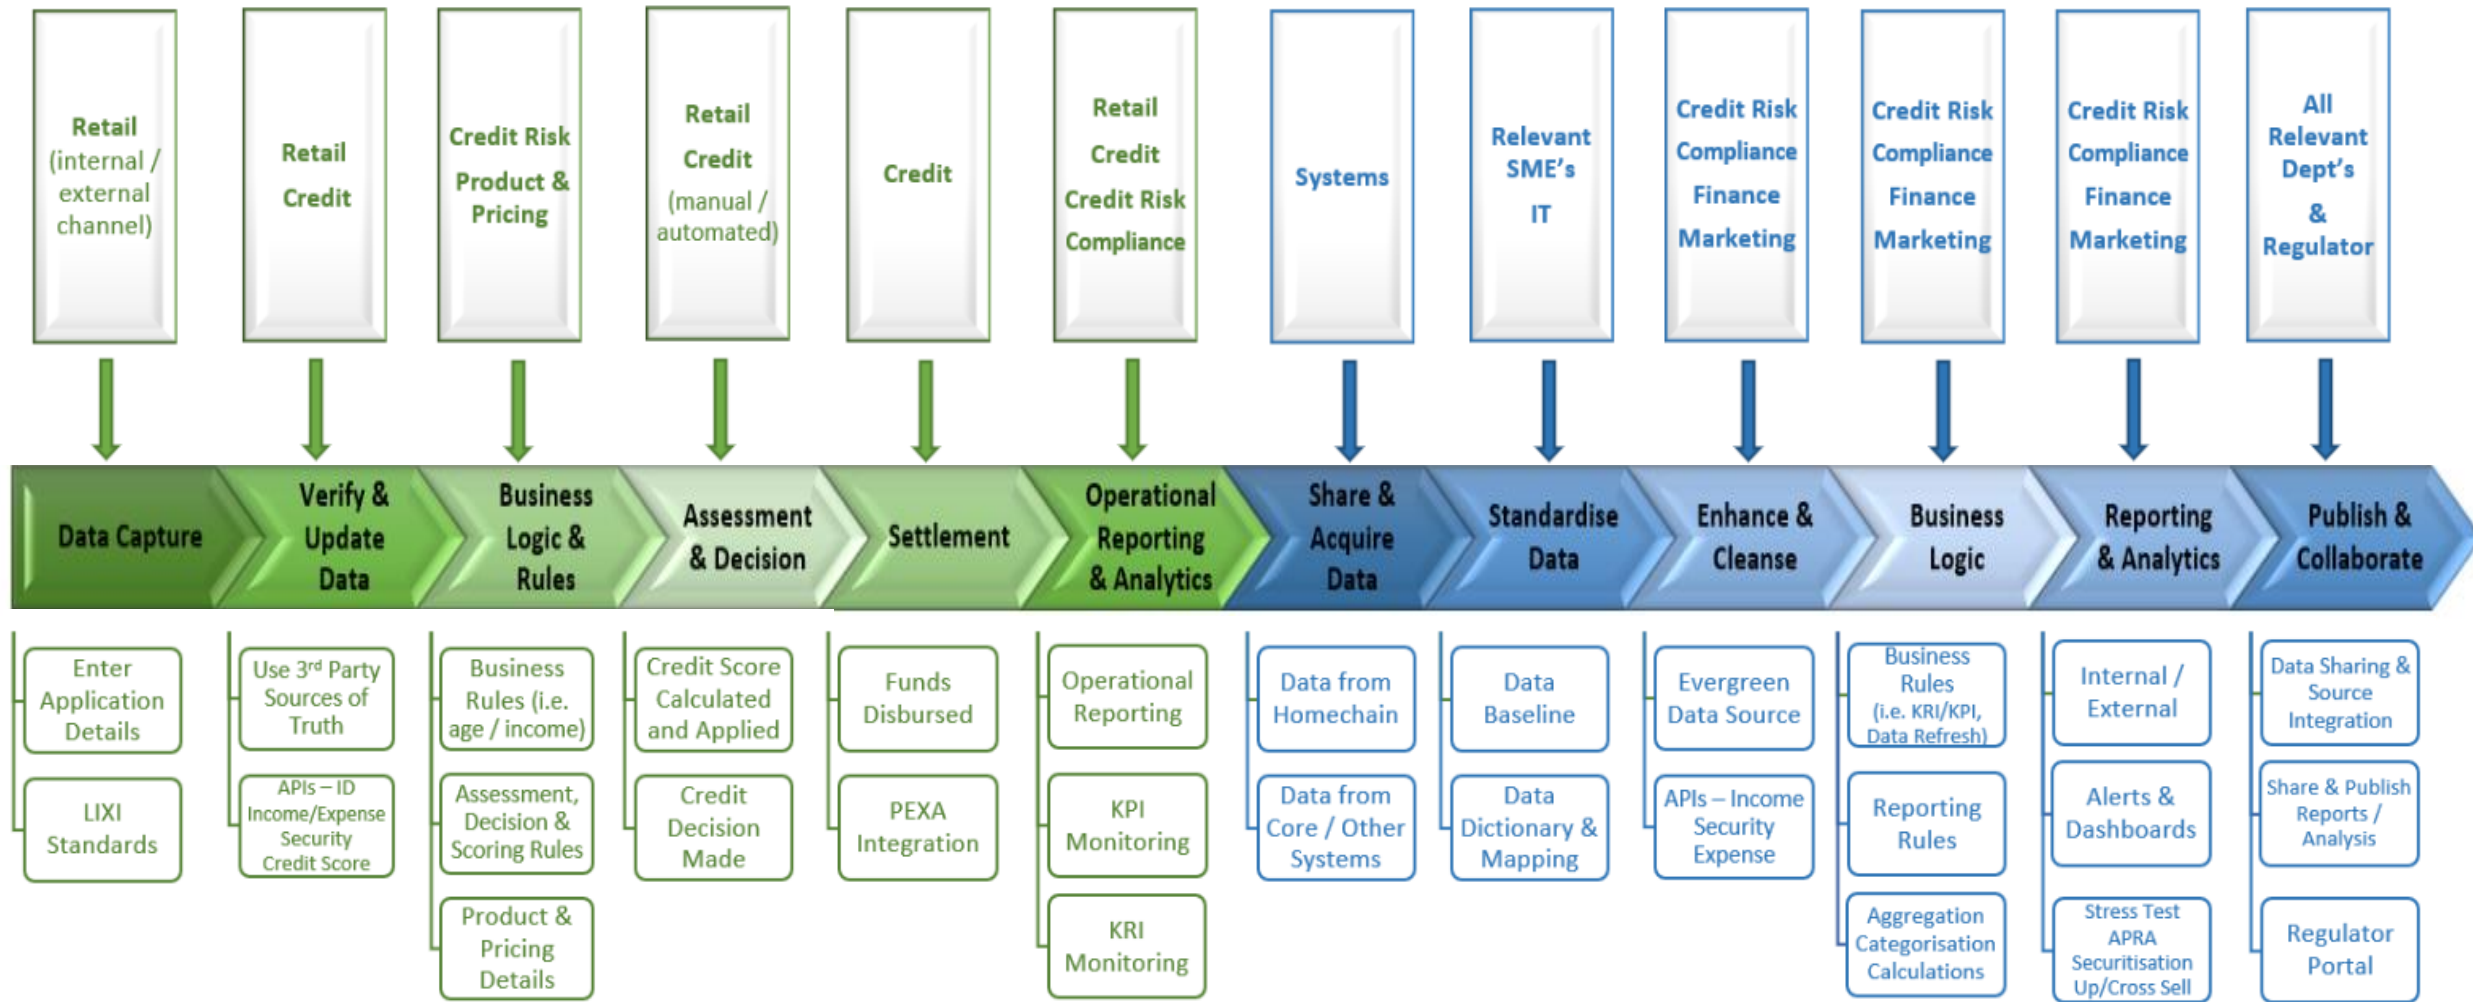 Retail
(internal /
external
channel)
Retail
Credit
Credit Risk
Product &
Pricing
Retail
Credit
(manual /
automated)
Credit
Retail
Credit
Credit Risk
Compliance
Systems
Relevant
SME's
IT
Credit Risk
Compliance
Finance
Marketing
Credit Risk
Compliance
Finance
Marketing
Credit Risk
Compliance
Finance
Marketing
All
Relevant
Dept's
&
Regulator
Data Capture
Verify &
Update
Data
Business
Logic &
Rules
Assessment
& Decision
Settlement
Operational
Reporting
& Analytics
Share &
Acquire
Data
Standardise
Data
Enhance &
Cleanse
Business
Logic
Reporting
& Analytics
Publish &
Collaborate
Enter
Application
Details
LIXI
Standards
Use 3rd Party
Sources of
Truth
APIs – ID
Income/Expense
Security
Credit Score
Business
Rules (i.e.
age / income)
Assessment,
Decision &
Scoring Rules
Product &
Pricing
Details
Credit Score
Calculated
and Applied
Credit
Decision
Made
Funds
Disbursed
PEXA
Integration
Operational
Reporting
KPI
Monitoring
KRI
Monitoring
Data from
Homechain
Data from
Core / Other
Systems
Data
Baseline
Data
Dictionary &
Mapping
Evergreen
Data Source
APIs – Income
Security
Expense
Business
Rules
(i.e. KRI/KPI,
Data Refresh)
Reporting
Rules
Aggregation
Categorisation
Calculations
Internal /
External
Alerts &
Dashboards
Stress Test
APRA
Securitisation
Up/Cross Sell
Data Sharing &
Source
Integration
Share & Publish
Reports /
Analysis
Regulator
Portal